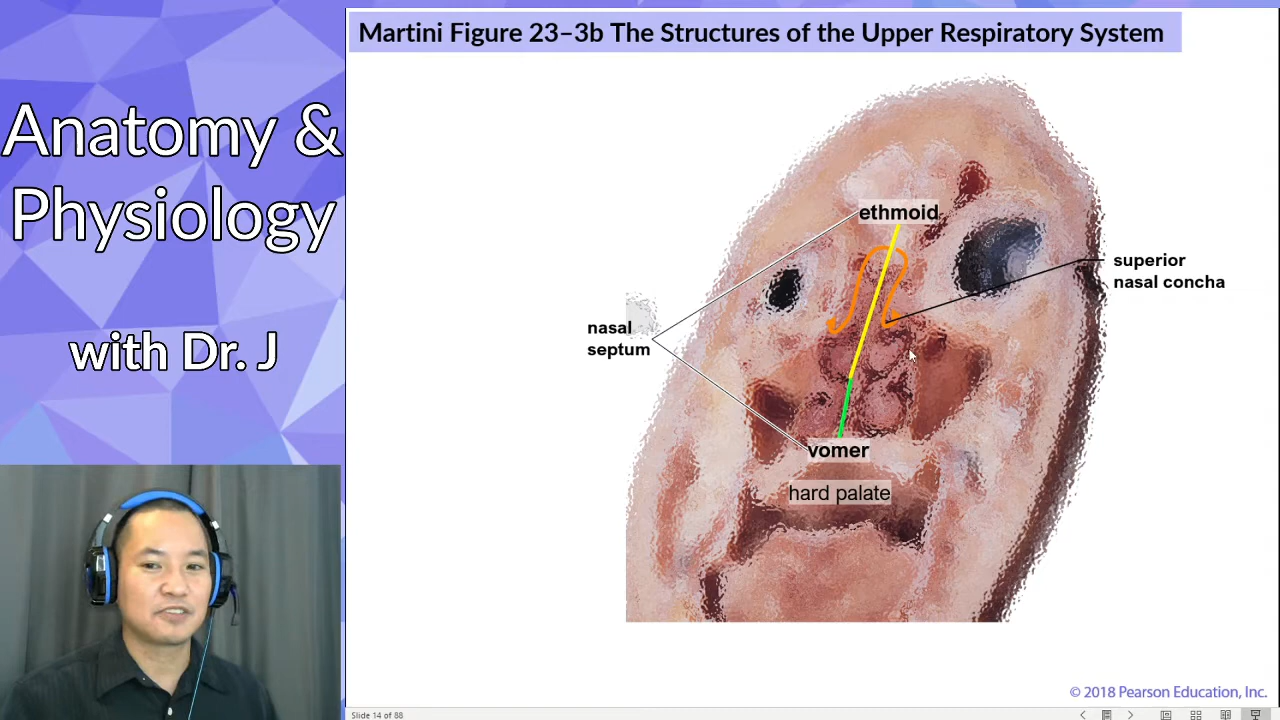 Anatomy &
Physiology
with Dr. J
Martini Figure 23–3b The Structures of the Upper Respiratory System
ethmoid
superior
nasal concha
nasal
septum
vomer
hard palate
© 2018 Pearson Education, Inc.
Slide 14 of 88